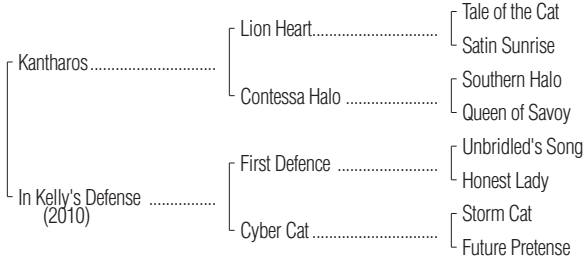 Tale of the Cat
Lion Heart
Satin Sunrise
Kantharos
Southern Halo
Contessa Halo
Queen of Savoy
Unbridled's Song
First Defence
Honest Lady
In Kelly's Defense
(2010)
Storm Cat
Cyber Cat
Future Pretense